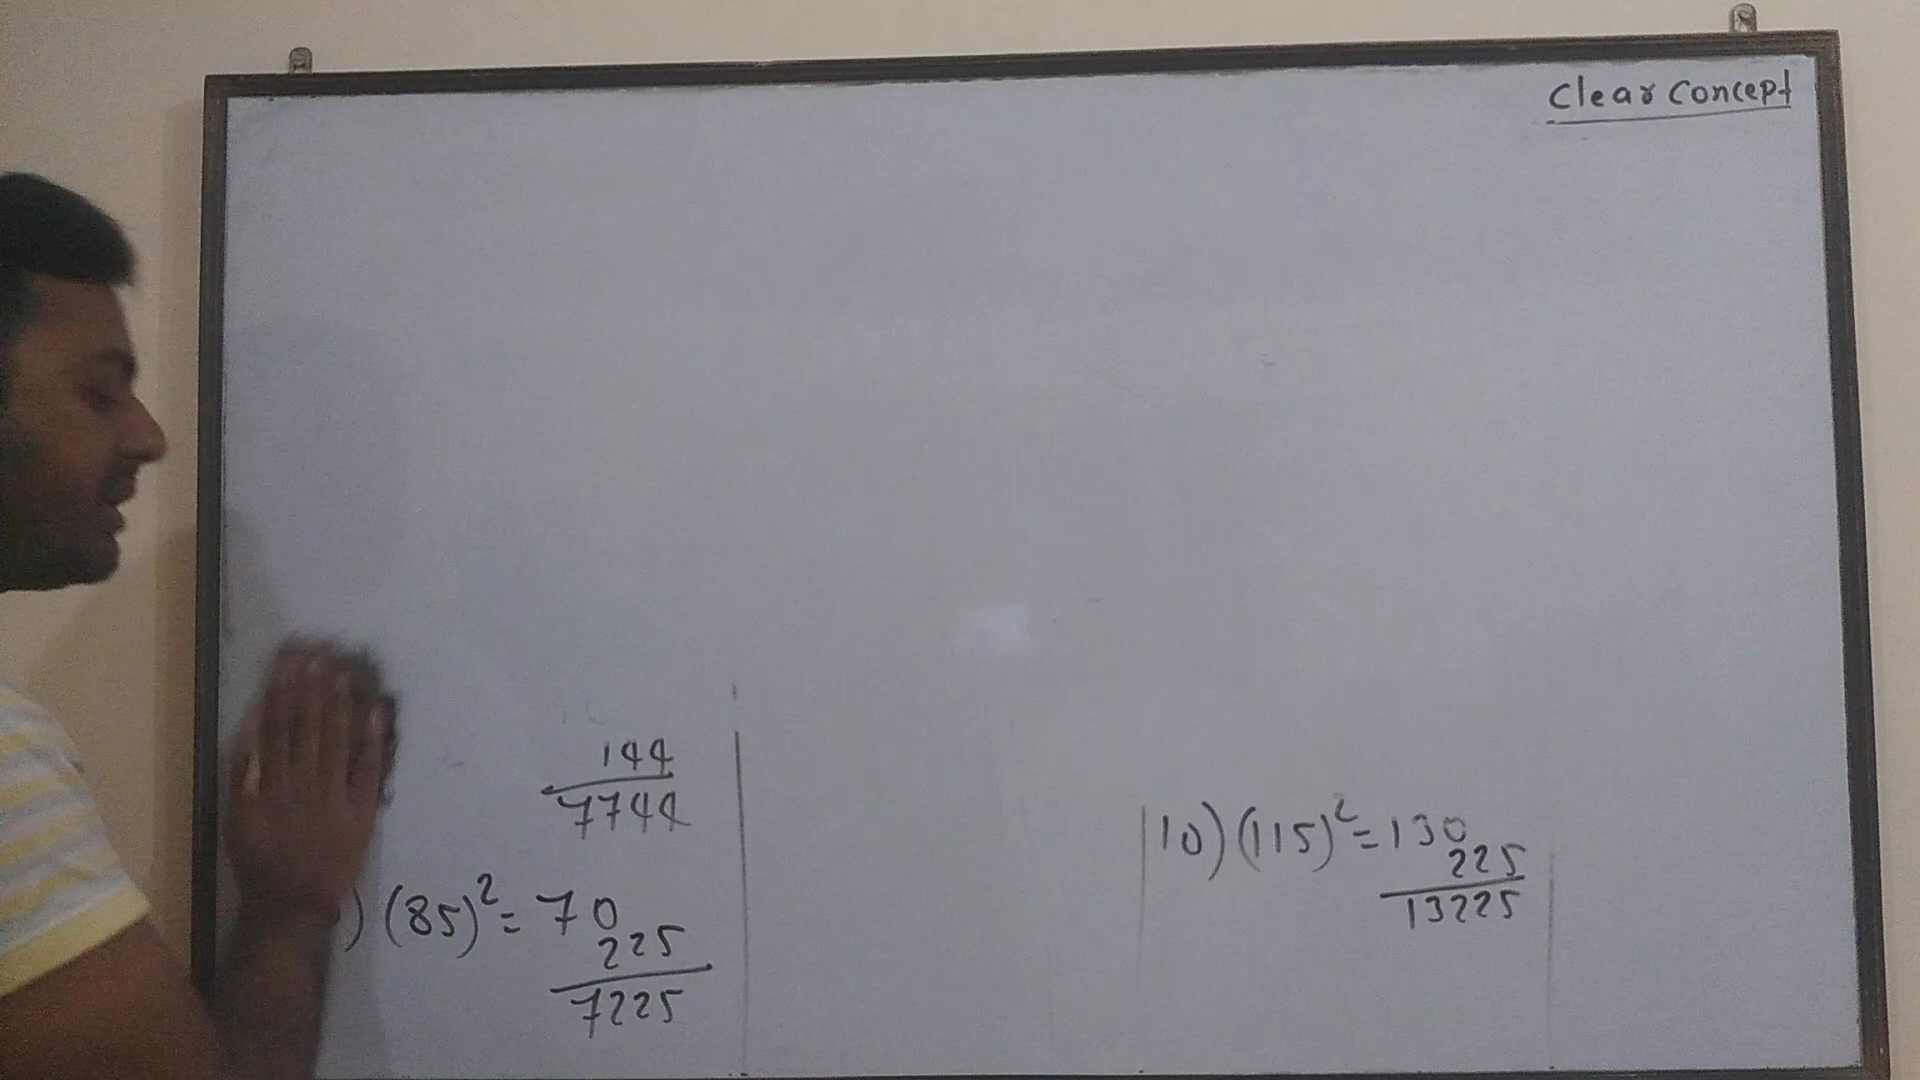 Clear Concept
144
7744
) (85)²= 70
225
7225
10) (115)²= 130
225
13225